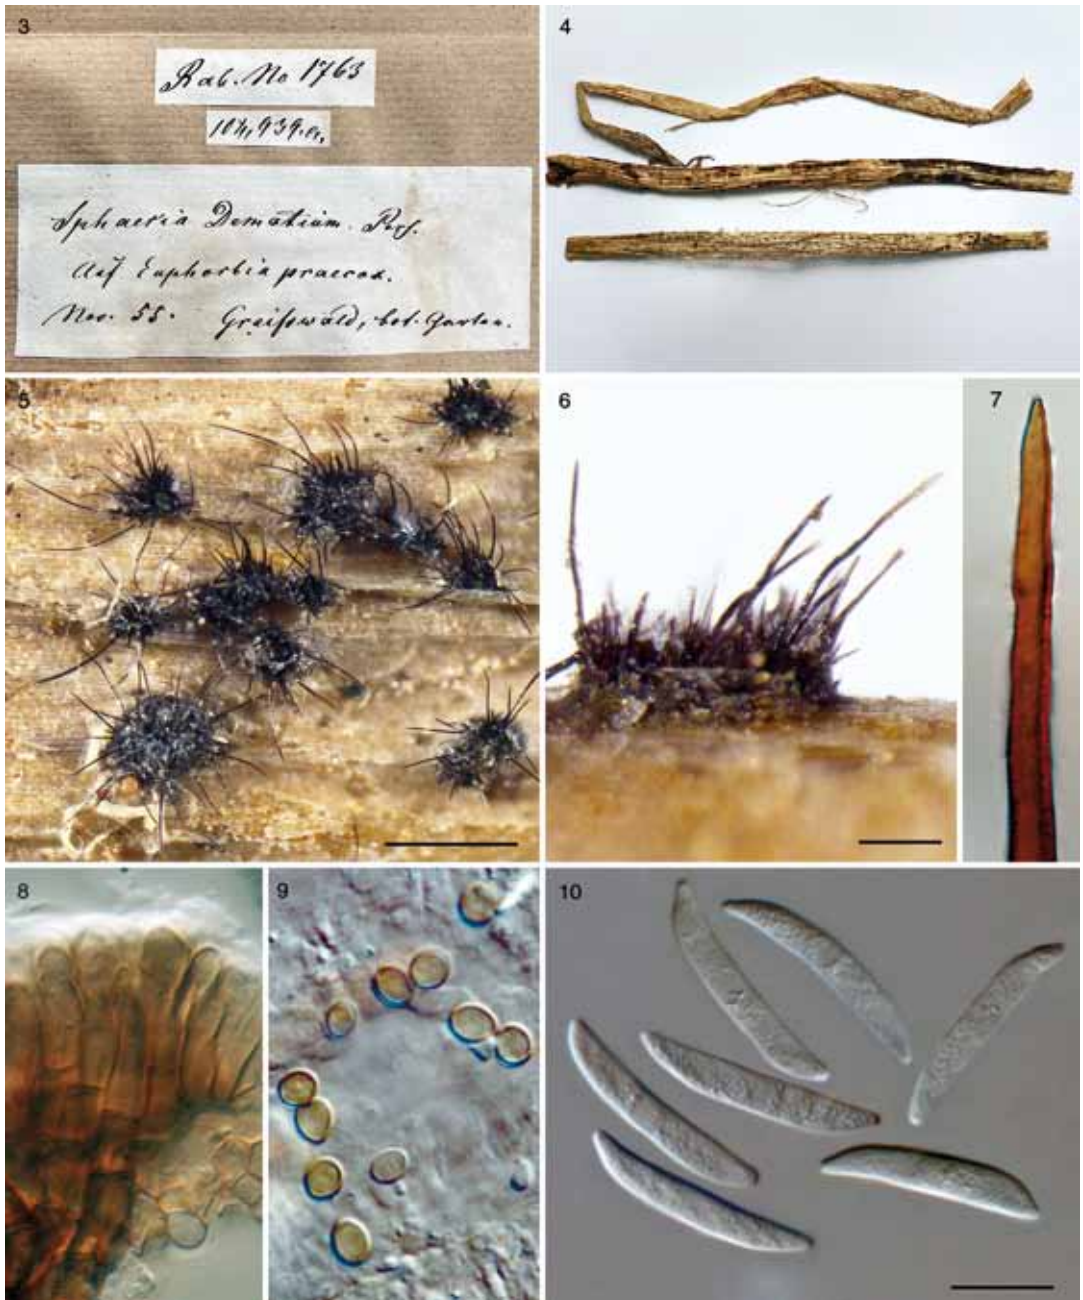 3
Rab. No 1763
Sphaeria Dematium. Pers.
Auf Euphorbia praecox.
Nov. 55. Greifswald, bot. Garten.
4
5
6
7
8
9
10